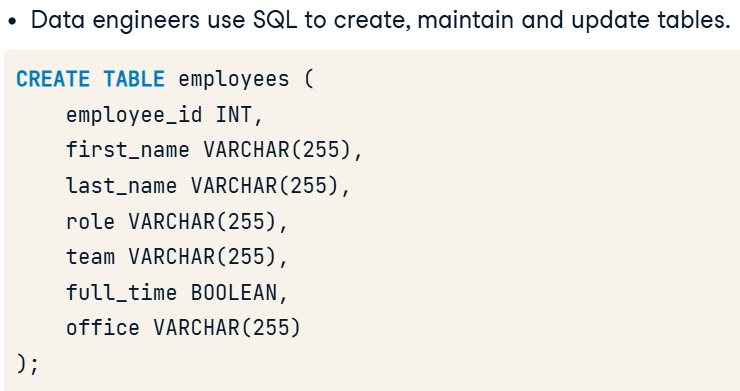 • Data engineers use SQL to create, maintain and update tables.
CREATE TABLE employees (
    employee_id INT,
    first_name VARCHAR(255),
    last_name VARCHAR(255),
    role VARCHAR(255),
    team VARCHAR(255),
    full_time BOOLEAN,
    office VARCHAR(255)
);